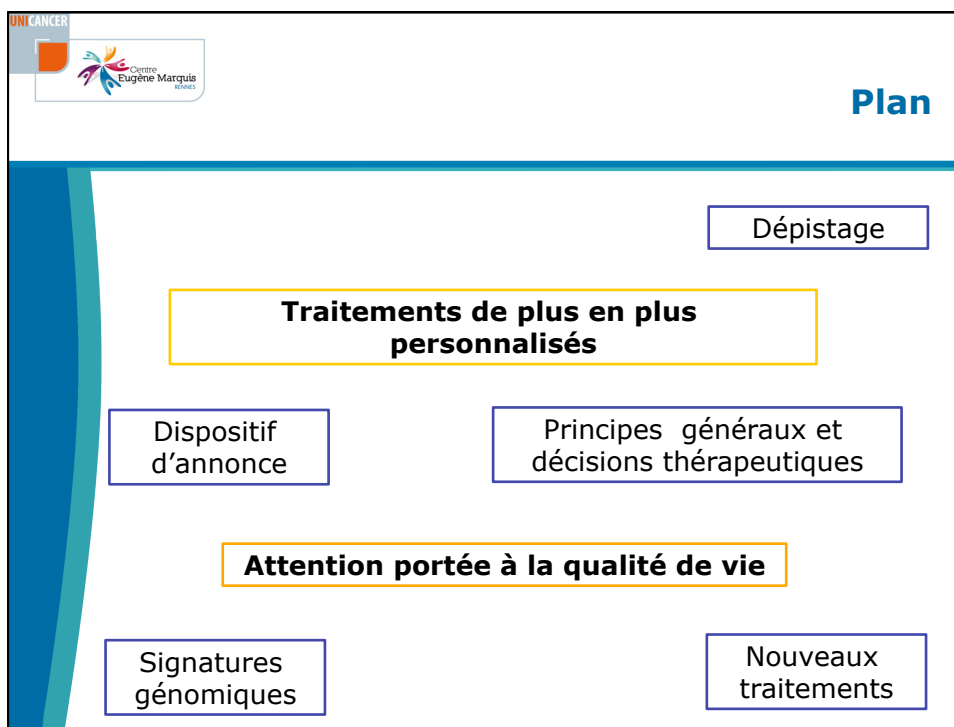 UNICANCER
Centre
Eugène Marquis
RENNES
Plan
Dépistage
Traitements de plus en plus
personnalisés
Dispositif
d’annonce
Principes généraux et
décisions thérapeutiques
Attention portée à la qualité de vie
Signatures
génomiques
Nouveaux
traitements